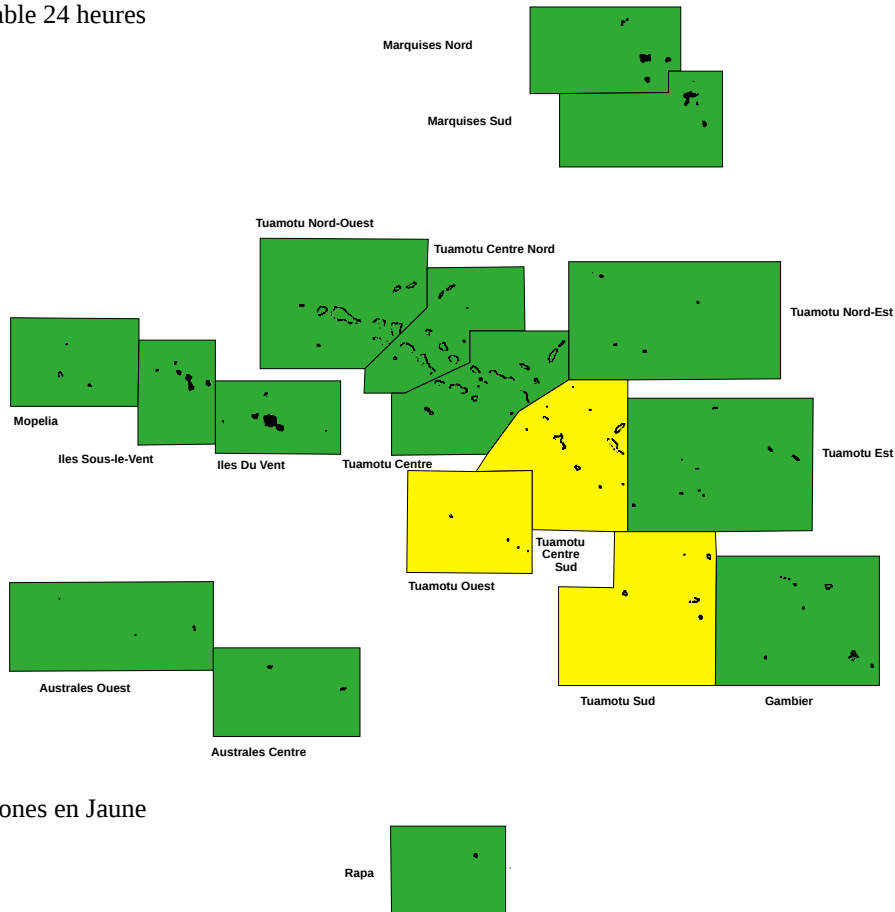 able 24 heures
Marquises Nord
Marquises Sud
Tuamotu Nord-Ouest
Tuamotu Centre Nord
Tuamotu Nord-Est
Mopelia
Iles Sous-le-Vent
Iles Du Vent
Tuamotu Centre
Tuamotu Est
Tuamotu
Centre
Sud
Tuamotu Ouest
Australes Ouest
Tuamotu Sud
Gambier
Australes Centre
ones en Jaune
Rapa